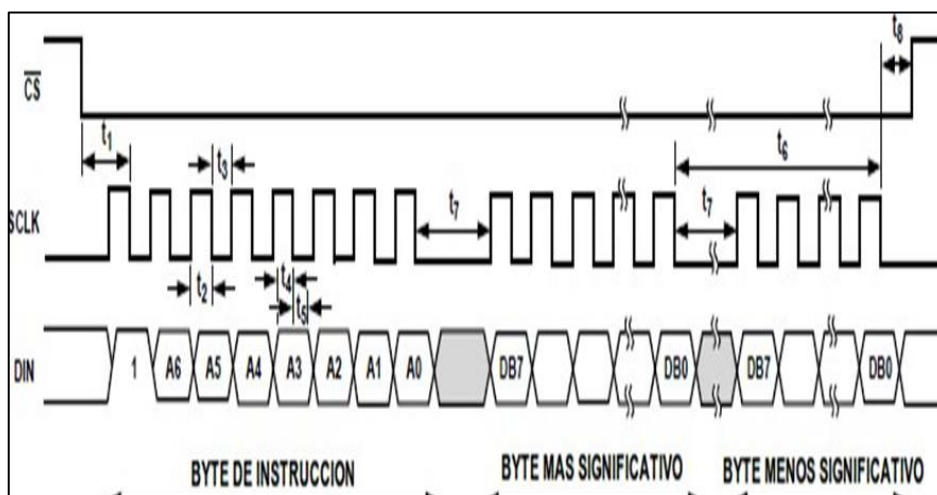 CS
t8
t1
t3
t6
SCLK
t7
t7
t2
t4
t5
DIN
1 A6 A5 A4 A3 A2 A1 A0 DB7 DB0 DB7 DB0
BYTE DE INSTRUCCION BYTE MAS SIGNIFICATIVO BYTE MENOS SIGNIFICATIVO